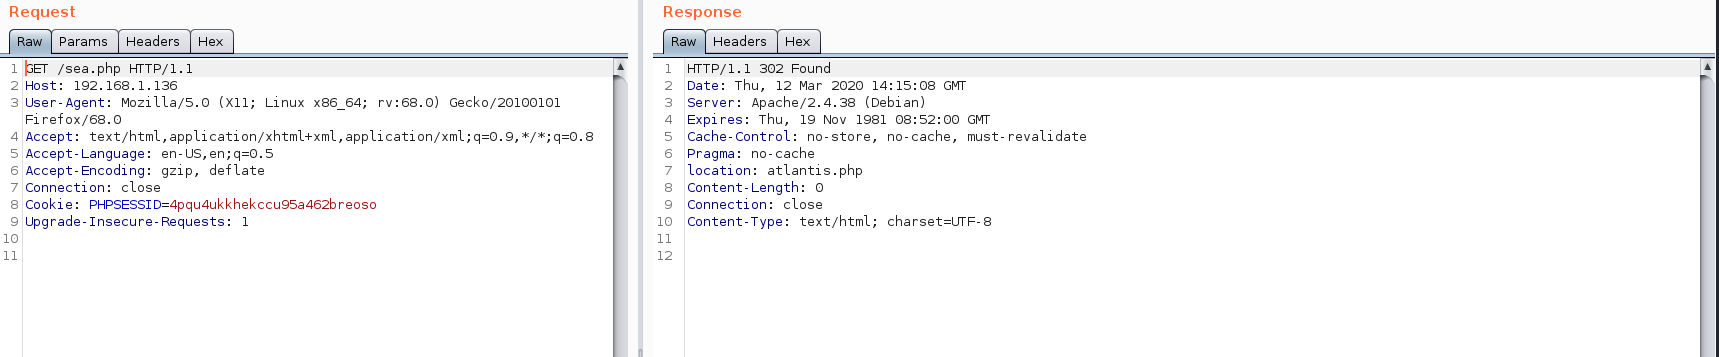 Request
Raw Params Headers Hex
1 GET /sea.php HTTP/1.1
2 Host: 192.168.1.136
3 User-Agent: Mozilla/5.0 (X11; Linux x86_64; rv:68.0) Gecko/20100101
Firefox/68.0
4 Accept: text/html,application/xhtml+xml,application/xml;q=0.9,*/*;q=0.8
5 Accept-Language: en-US,en;q=0.5
6 Accept-Encoding: gzip, deflate
7 Connection: close
8 Cookie: PHPSESSID=4pqu4ukkhekccu95a462breoso
9 Upgrade-Insecure-Requests: 1
10
11
Response
Raw Headers Hex
1 HTTP/1.1 302 Found
2 Date: Thu, 12 Mar 2020 14:15:08 GMT
3 Server: Apache/2.4.38 (Debian)
4 Expires: Thu, 19 Nov 1981 08:52:00 GMT
5 Cache-Control: no-store, no-cache, must-revalidate
6 Pragma: no-cache
7 location: atlantis.php
8 Content-Length: 0
9 Connection: close
10 Content-Type: text/html; charset=UTF-8
11
12